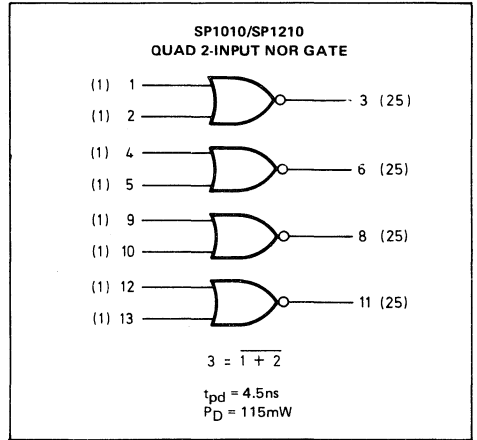 SP1010/SP1210
QUAD 2-INPUT NOR GATE
(1) 1
(1) 2
3 (25)
(1) 4
(1) 5
6 (25)
(1) 9
(1) 10
8 (25)
(1) 12
(1) 13
11 (25)
3 = \overline{1 + 2}
tpd = 4.5ns
PD = 115mW